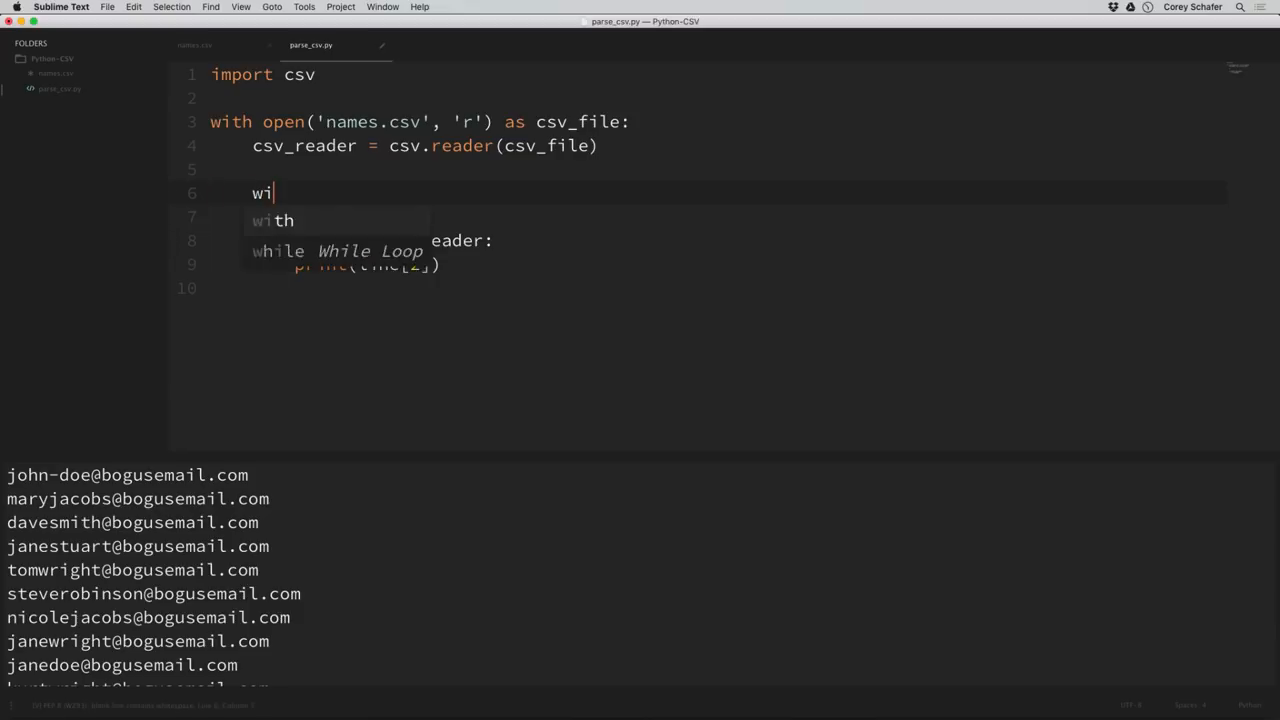 Sublime Text File Edit Selection Find View Goto Tools Project Window Help Corey Schafer
parse_csv.py — Python-CSV
FOLDERS
Python-CSV
names.csv
parse_csv.py
names.csv parse_csv.py
1 import csv
2
3 with open('names.csv', 'r') as csv_file:
4 csv_reader = csv.reader(csv_file)
5
6 wi
7 with
8 eader:
while While Loop
9 print(line[2])
10
john-doe@bogusemail.com
maryjacobs@bogusemail.com
davesmith@bogusemail.com
janestuart@bogusemail.com
tomwright@bogusemail.com
steverobinson@bogusemail.com
nicolejacobs@bogusemail.com
janewright@bogusemail.com
janedoe@bogusemail.com
UTF-8 Spaces: 4 Python